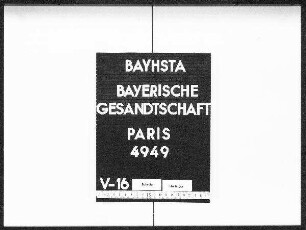 BAYHSTA
BAYERISCHE
GESANDTSCHAFT
PARIS
4949
V-16